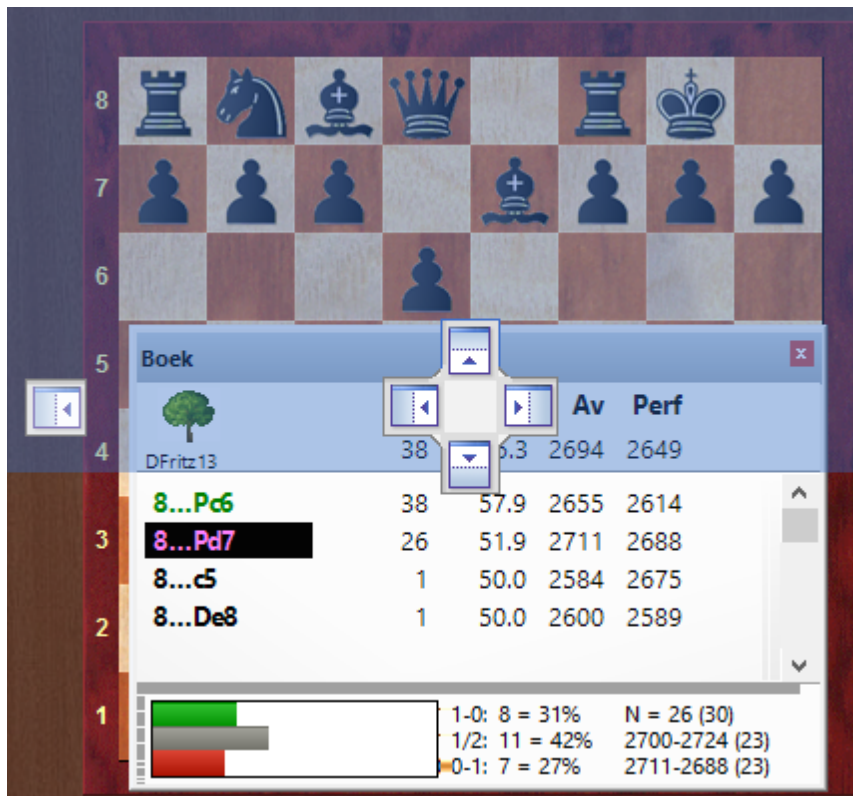 8
7
6
5
Boek x
Av Perf
4 DFritz13 38 .3 2694 2649
8...Pc6 38 57.9 2655 2614
3 8...Pd7 26 51.9 2711 2688
8...c5 1 50.0 2584 2675
2 8...De8 1 50.0 2600 2589
1 1-0: 8 = 31% N = 26 (30)
1/2: 11 = 42% 2700-2724 (23)
0-1: 7 = 27% 2711-2688 (23)